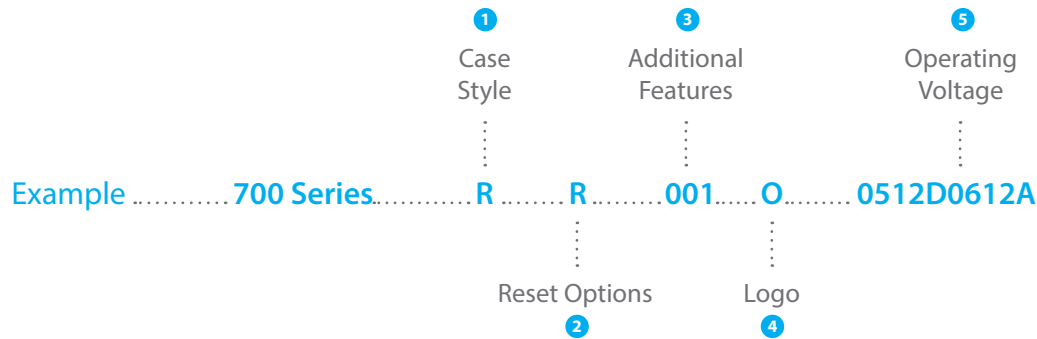 1 3 5
Case Additional Operating
Style Features Voltage
Example 700 Series R R 001 O 0512D0612A
Reset Options Logo
2 4